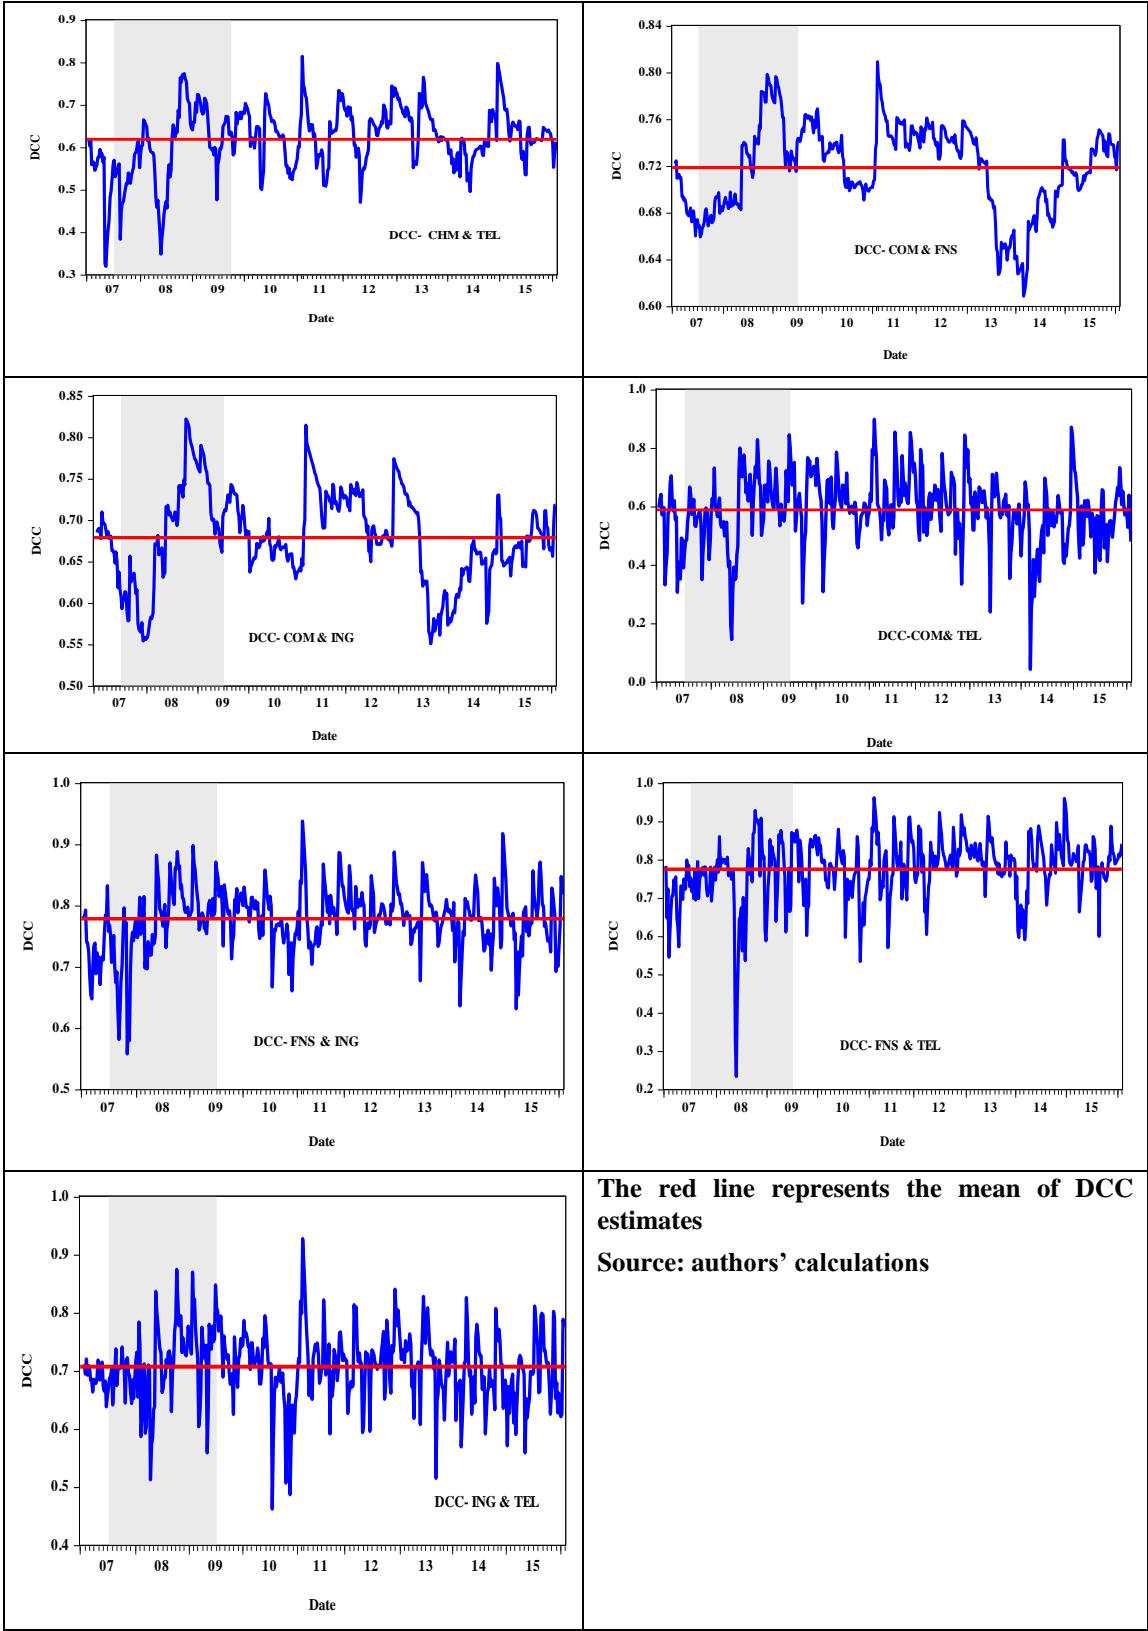 0.9
0.8
0.7
0.6
0.5
0.4
0.3
DCC
DCC- CHM & TEL
07 08 09 10 11 12 13 14 15
Date
0.84
0.80
0.76
0.72
0.68
0.64
0.60
DCC
DCC- COM & FNS
07 08 09 10 11 12 13 14 15
Date
0.85
0.80
0.75
0.70
0.65
0.60
0.55
0.50
DCC
DCC- COM & ING
07 08 09 10 11 12 13 14 15
Date
1.0
0.8
0.6
0.4
0.2
0.0
DCC
DCC-COM& TEL
07 08 09 10 11 12 13 14 15
Date
1.0
0.9
0.8
0.7
0.6
0.5
DCC
DCC- FNS & ING
07 08 09 10 11 12 13 14 15
Date
1.0
0.9
0.8
0.7
0.6
0.5
0.4
0.3
0.2
DCC
DCC- FNS & TEL
07 08 09 10 11 12 13 14 15
Date
1.0
0.9
0.8
0.7
0.6
0.5
0.4
DCC
DCC- ING & TEL
07 08 09 10 11 12 13 14 15
Date
The red line represents the mean of DCC
estimates
Source: authors’ calculations